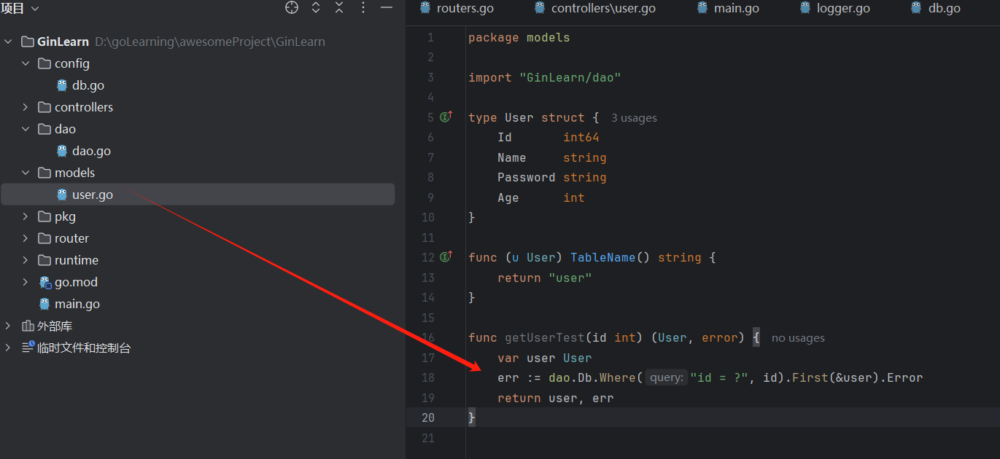 项目
GinLearn D:\goLearning\awesomeProject\GinLearn
config
db.go
controllers
dao
dao.go
models
user.go
pkg
router
runtime
go.mod
main.go
外部库
临时文件和控制台
routers.go controllers\user.go main.go logger.go db.go
1 package models
2
3 import "GinLearn/dao"
4
5 type User struct { 3 usages
6 Id int64
7 Name string
8 Password string
9 Age int
10 }
11
12 func (u User) TableName() string {
13 return "user"
14 }
15
16 func getUserTest(id int) (User, error) { no usages
17 var user User
18 err := dao.Db.Where( query: "id = ?", id).First(&user).Error
19 return user, err
20 }
21